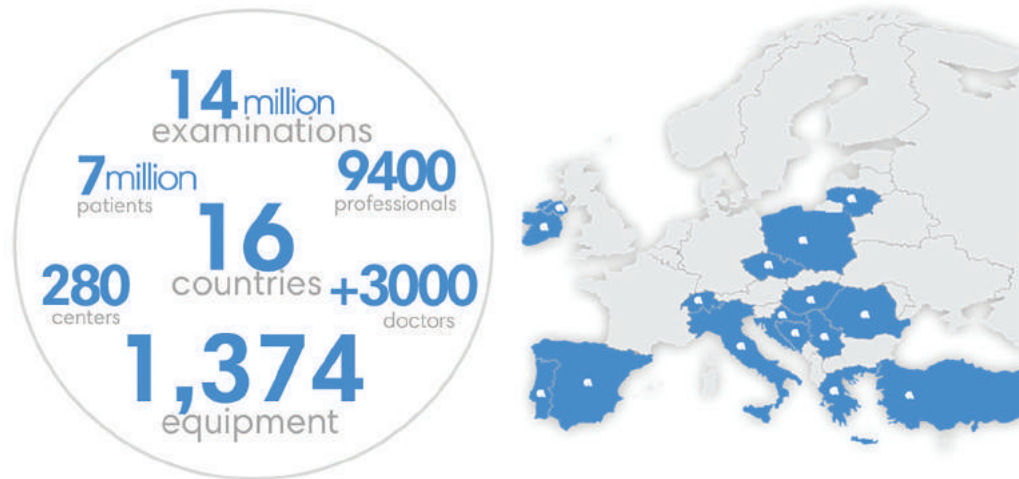 14 million
examinations
7million
patients
9400
professionals
16
countries
280
centers
+3000
doctors
1,374
equipment